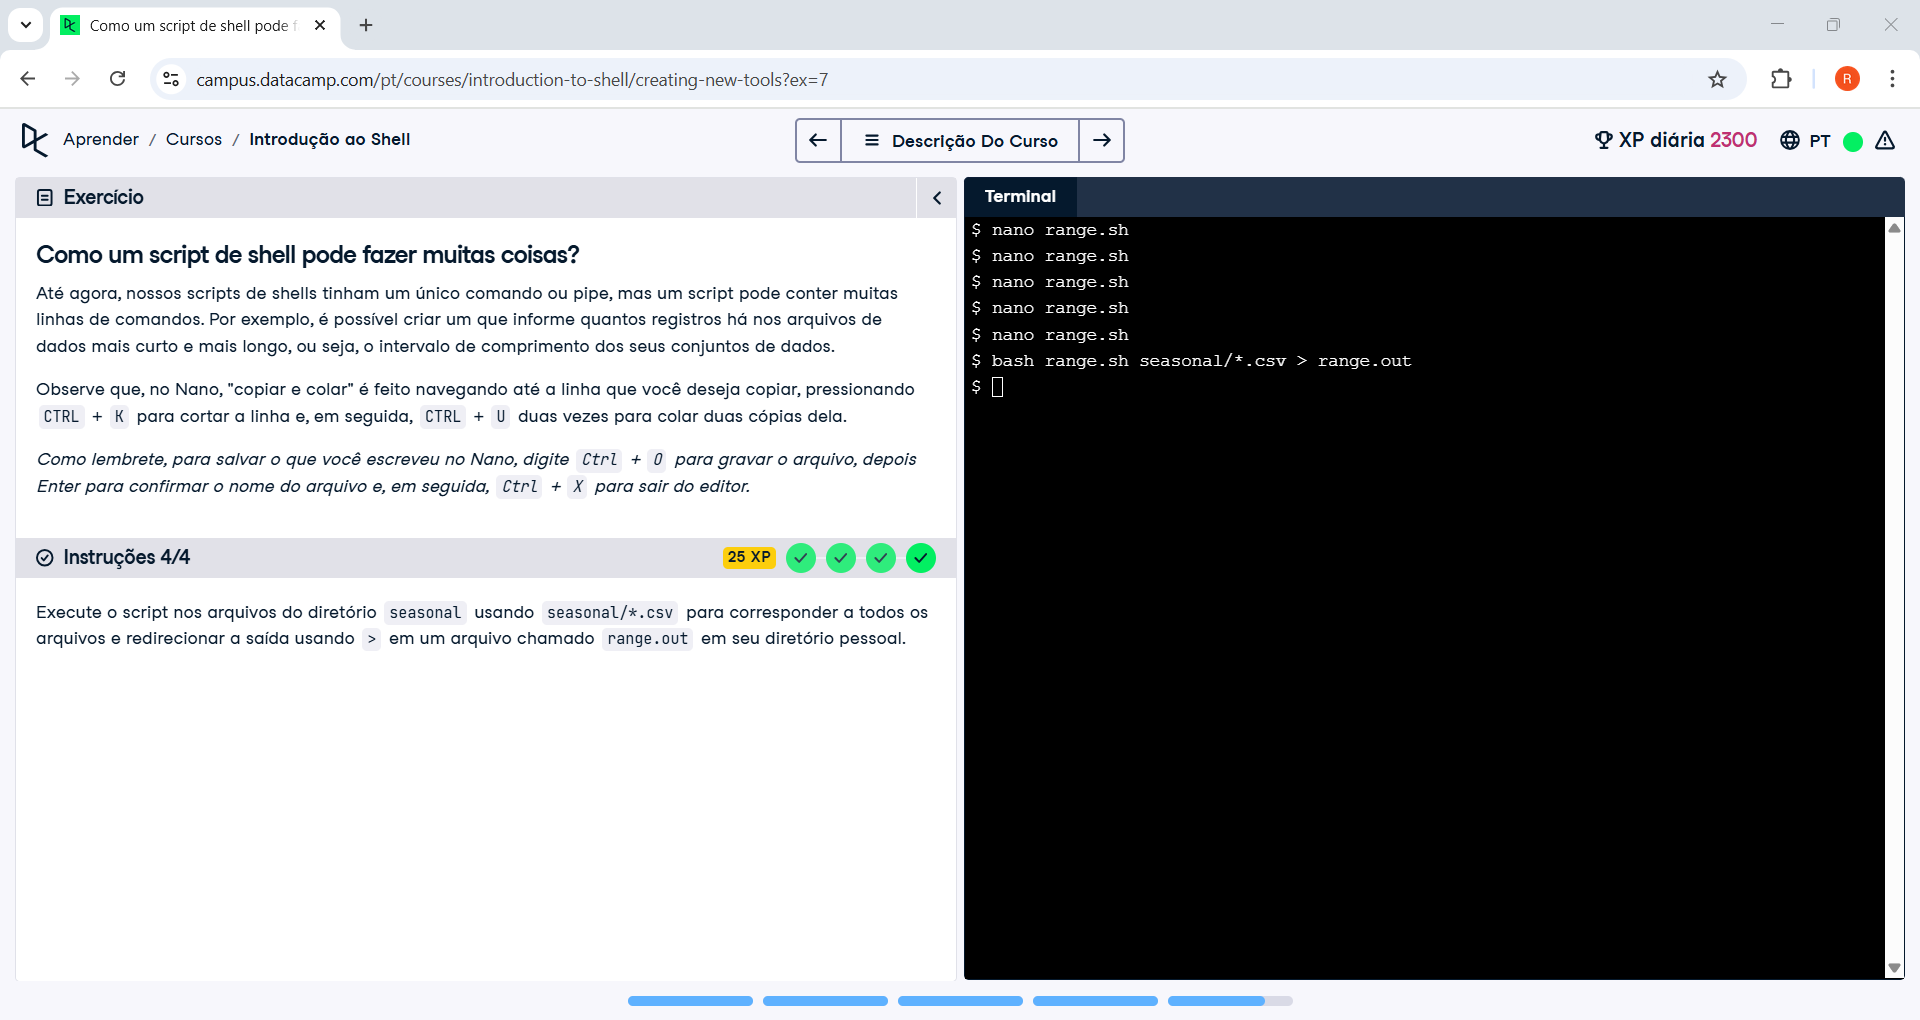 Como um script de shell pode f
campus.datacamp.com/pt/courses/introduction-to-shell/creating-new-tools?ex=7
R
Aprender / Cursos / Introdução ao Shell
Descrição Do Curso
XP diária 2300
PT
Exercício
Como um script de shell pode fazer muitas coisas?
Até agora, nossos scripts de shells tinham um único comando ou pipe, mas um script pode conter muitas
linhas de comandos. Por exemplo, é possível criar um que informe quantos registros há nos arquivos de
dados mais curto e mais longo, ou seja, o intervalo de comprimento dos seus conjuntos de dados.
Observe que, no Nano, "copiar e colar" é feito navegando até a linha que você deseja copiar, pressionando
CTRL + K para cortar a linha e, em seguida, CTRL + U duas vezes para colar duas cópias dela.
Como lembrete, para salvar o que você escreveu no Nano, digite Ctrl + O para gravar o arquivo, depois
Enter para confirmar o nome do arquivo e, em seguida, Ctrl + X para sair do editor.
Instruções 4/4
25 XP
Execute o script nos arquivos do diretório seasonal usando seasonal/*.csv para corresponder a todos os
arquivos e redirecionar a saída usando > em um arquivo chamado range.out em seu diretório pessoal.
Terminal
$ nano range.sh
$ nano range.sh
$ nano range.sh
$ nano range.sh
$ nano range.sh
$ bash range.sh seasonal/*.csv > range.out
$